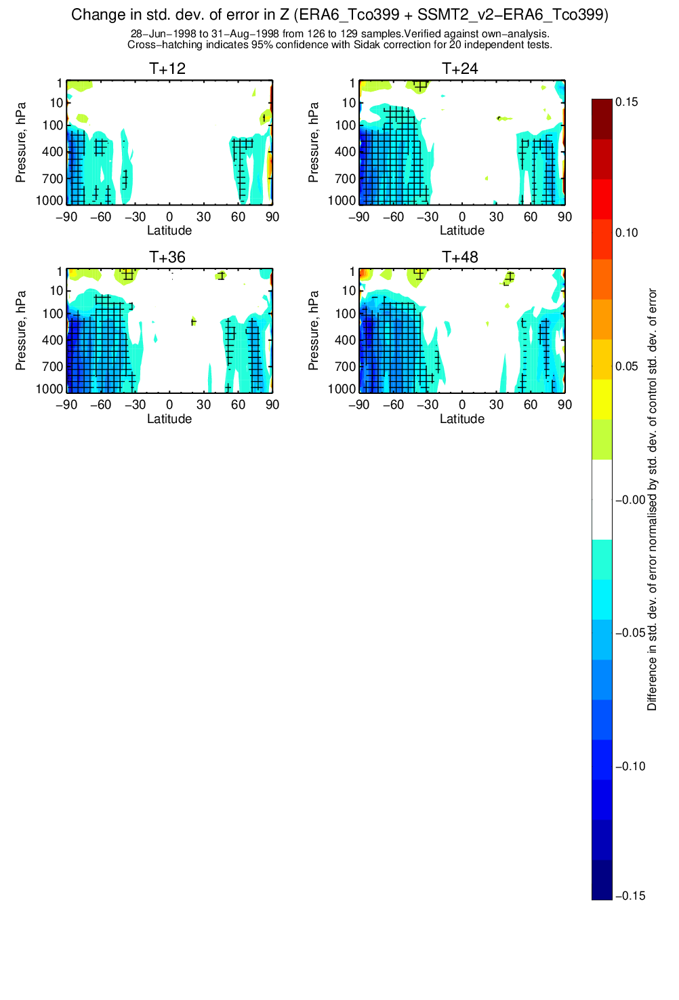 Change in std. dev. of error in Z (ERA6_Tco399 + SSMT2_v2−ERA6_Tco399)
28−Jun−1998 to 31−Aug−1998 from 126 to 129 samples.Verified against own−analysis.
Cross−hatching indicates 95% confidence with Sidak correction for 20 independent tests.
T+12
1
10
100
400
700
1000
Pressure, hPa
−90 −60 −30 0 30 60 90
Latitude
T+24
1
10
100
400
700
1000
Pressure, hPa
−90 −60 −30 0 30 60 90
Latitude
T+36
1
10
100
400
700
1000
Pressure, hPa
−90 −60 −30 0 30 60 90
Latitude
T+48
1
10
100
400
700
1000
Pressure, hPa
−90 −60 −30 0 30 60 90
Latitude
0.15
0.10
0.05
−0.00
−0.05
−0.10
−0.15
Difference in std. dev. of error normalised by std. dev. of control std. dev. of error